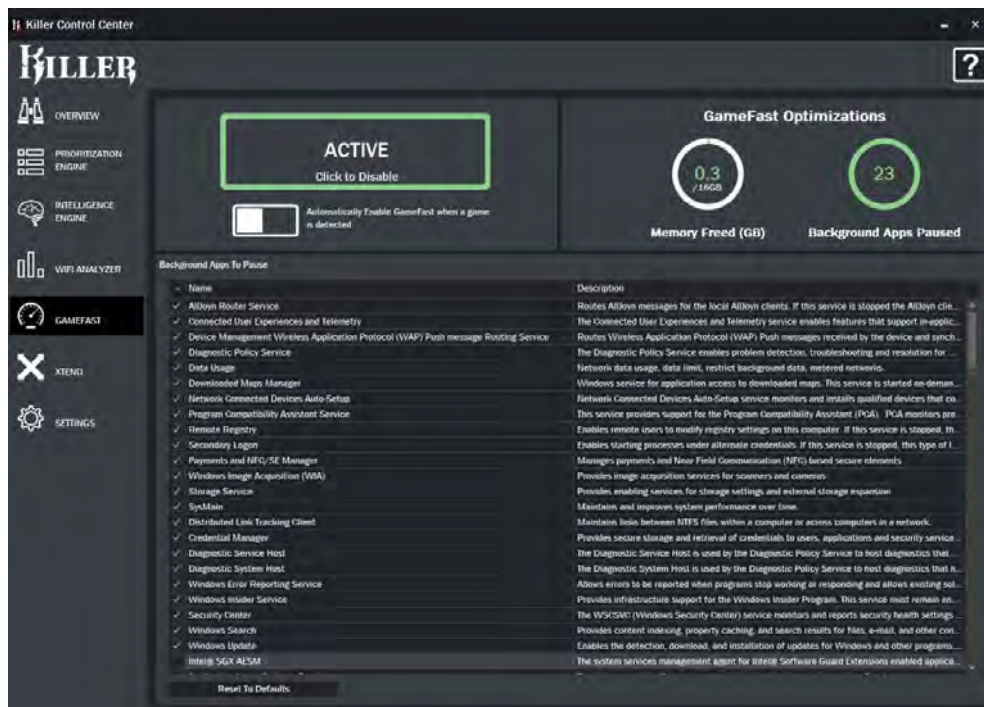 Killer Control Center
KILLER
?
OVERVIEW
PRIORITIZATION
ENGINE
INTELLIGENCE
ENGINE
WIFI ANALYZER
GAMEFAST
XTEND
SETTINGS
ACTIVE
Click to Disable
Automatically Enable GameFast when a game
is detected
GameFast Optimizations
0.3
/16GB
23
Memory Freed (GB)
Background Apps Paused
Background Apps To Pause
Name Description
AllJoyn Router Service Routes AllJoyn messages for the local AllJoyn clients. If this service is stopped the AllJoyn clie...
Connected User Experiences and Telemetry The Connected User Experiences and Telemetry service enables features that support in-applic...
Device Management Wireless Application Protocol (WAP) Push message Routing Service Routes Wireless Application Protocol (WAP) Push messages received by the device and synch...
Diagnostic Policy Service The Diagnostic Policy Service enables problem detection, troubleshooting and resolution for ...
Data Usage Network data usage, data limit, restrict background data, metered networks.
Downloaded Maps Manager Windows service for application access to downloaded maps. This service is started on-deman...
Network Connected Devices Auto-Setup Network Connected Devices Auto-Setup service monitors and installs qualified devices that co...
Program Compatibility Assistant Service This service provides support for the Program Compatibility Assistant (PCA). PCA monitors pro...
Remote Registry Enables remote users to modify registry settings on this computer. If this service is stopped, th...
Secondary Logon Enables starting processes under alternate credentials. If this service is stopped, this type of l...
Payments and NFC/SE Manager Manages payments and Near Field Communication (NFC) based secure elements
Windows Image Acquisition (WIA) Provides image acquisition services for scanners and cameras
Storage Service Provides enabling services for storage settings and external storage expansion
SysMain Maintains and improves system performance over time.
Distributed Link Tracking Client Maintains links between NTFS files within a computer or across computers in a network.
Credential Manager Provides secure storage and retrieval of credentials to users, applications and security service...
Diagnostic Service Host The Diagnostic Service Host is used by the Diagnostic Policy Service to host diagnostics that ...
Diagnostic System Host The Diagnostic System Host is used by the Diagnostic Policy Service to host diagnostics that n...
Windows Error Reporting Service Allows errors to be reported when programs stop working or responding and allows existing sol...
Windows Insider Service Provides infrastructure support for the Windows Insider Program. This service must remain en...
Security Center The WSCSVC (Windows Security Center) service monitors and reports security health settings
Windows Search Provides content indexing, property caching, and search results for files, e-mail, and other con...
Windows Update Enables the detection, download, and installation of updates for Windows and other programs...
Intel® SGX AESM The system services management agent for Intel® Software Guard Extensions enabled applica...
Reset To Defaults